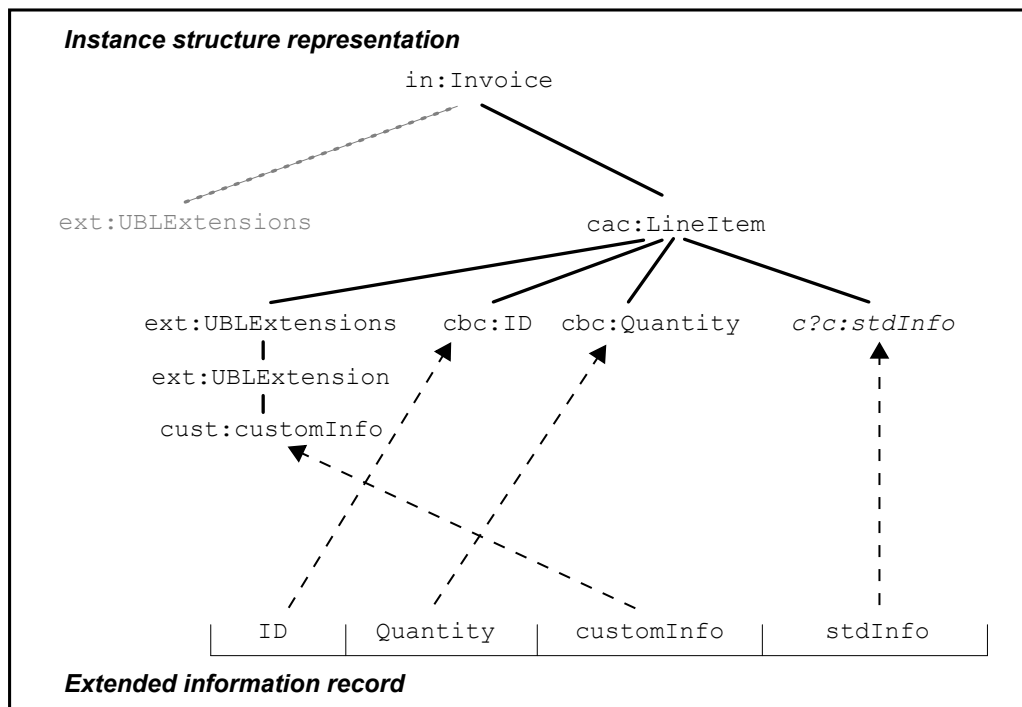 Instance structure representation
in:Invoice
ext:UBLExtensions cac:LineItem
ext:UBLExtensions cbc:ID cbc:Quantity c?c:stdInfo
ext:UBLExtension
cust:customInfo
ID Quantity customInfo stdInfo
Extended information record